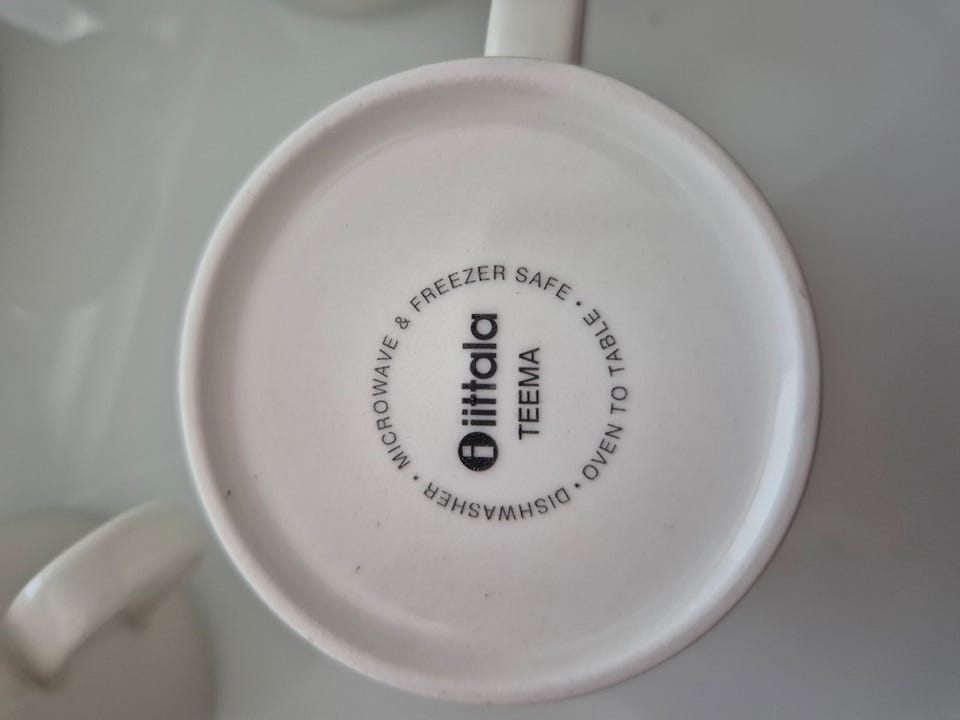 iittala
TEEMA
MICROWAVE & FREEZER SAFE • OVEN TO TABLE • DISHWASHER •